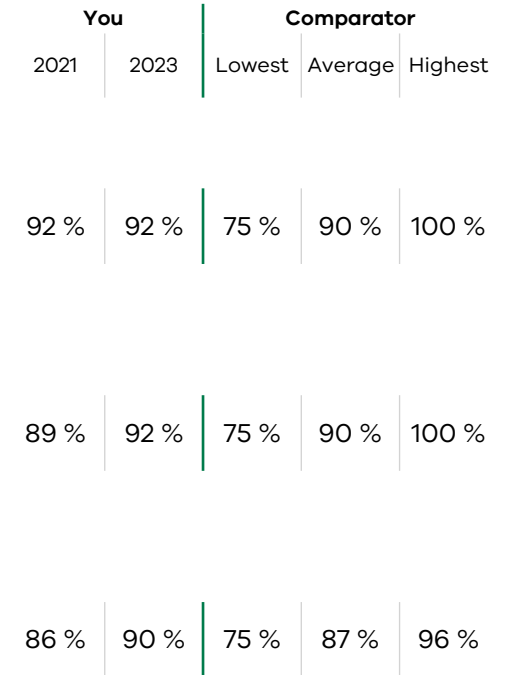 You Comparator
2021 2023 Lowest Average Highest
92 % 92 % 75 % 90 % 100 %
89 % 92 % 75 % 90 % 100 %
86 % 90 % 75 % 87 % 96 %